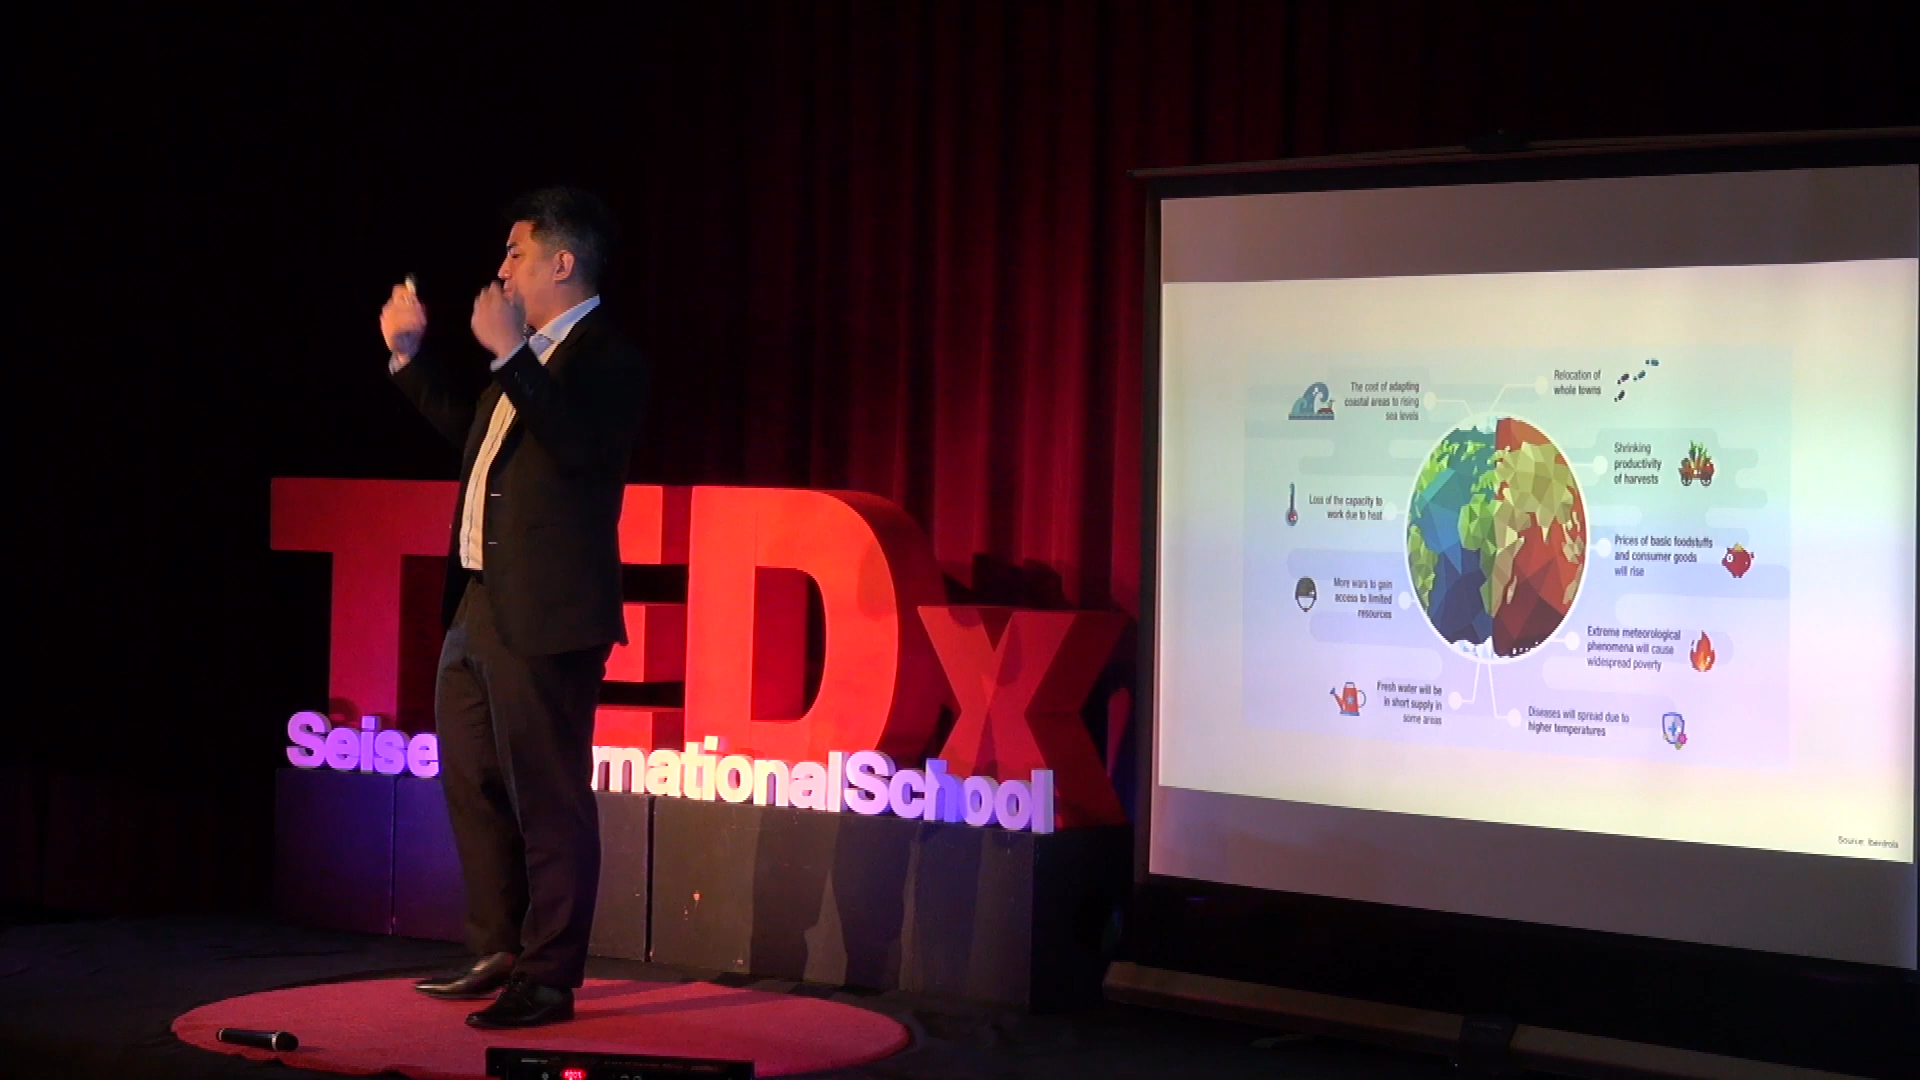 TEDx
Seise rnationalSchool
The cost of adapting
coastal areas to rising
sea levels
Relocation of
whole towns
Shrinking
productivity
of harvests
Loss of the capacity to
work due to heat
Prices of basic foodstuffs
and consumer goods
will rise
More wars to gain
access to limited
resources
Extreme meteorological
phenomena will cause
widespread poverty
Fresh water will be
in short supply in
some areas
Diseases will spread due to
higher temperatures
Source: Iberdrola